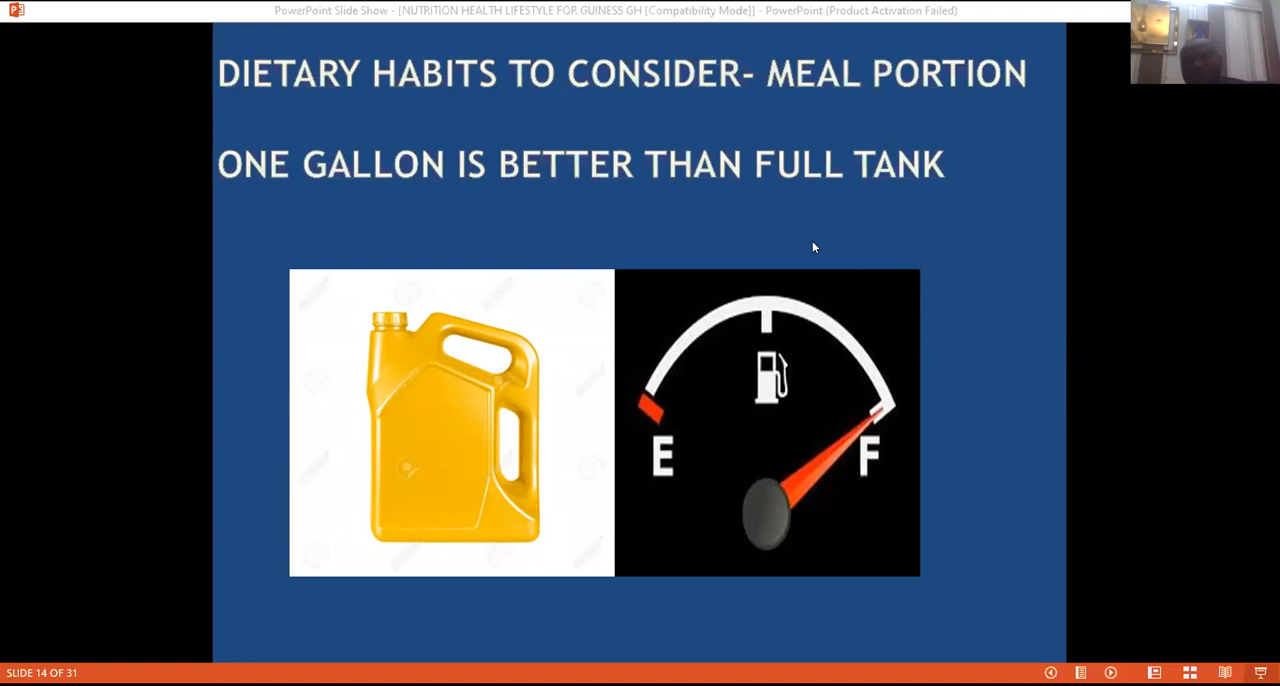 PowerPoint Slide Show - [NUTRITION HEALTH LIFESTYLE FOR GUINESS GH [Compatibility Mode]] - PowerPoint (Product Activation Failed)
DIETARY HABITS TO CONSIDER- MEAL PORTION
ONE GALLON IS BETTER THAN FULL TANK
E F
SLIDE 14 OF 31